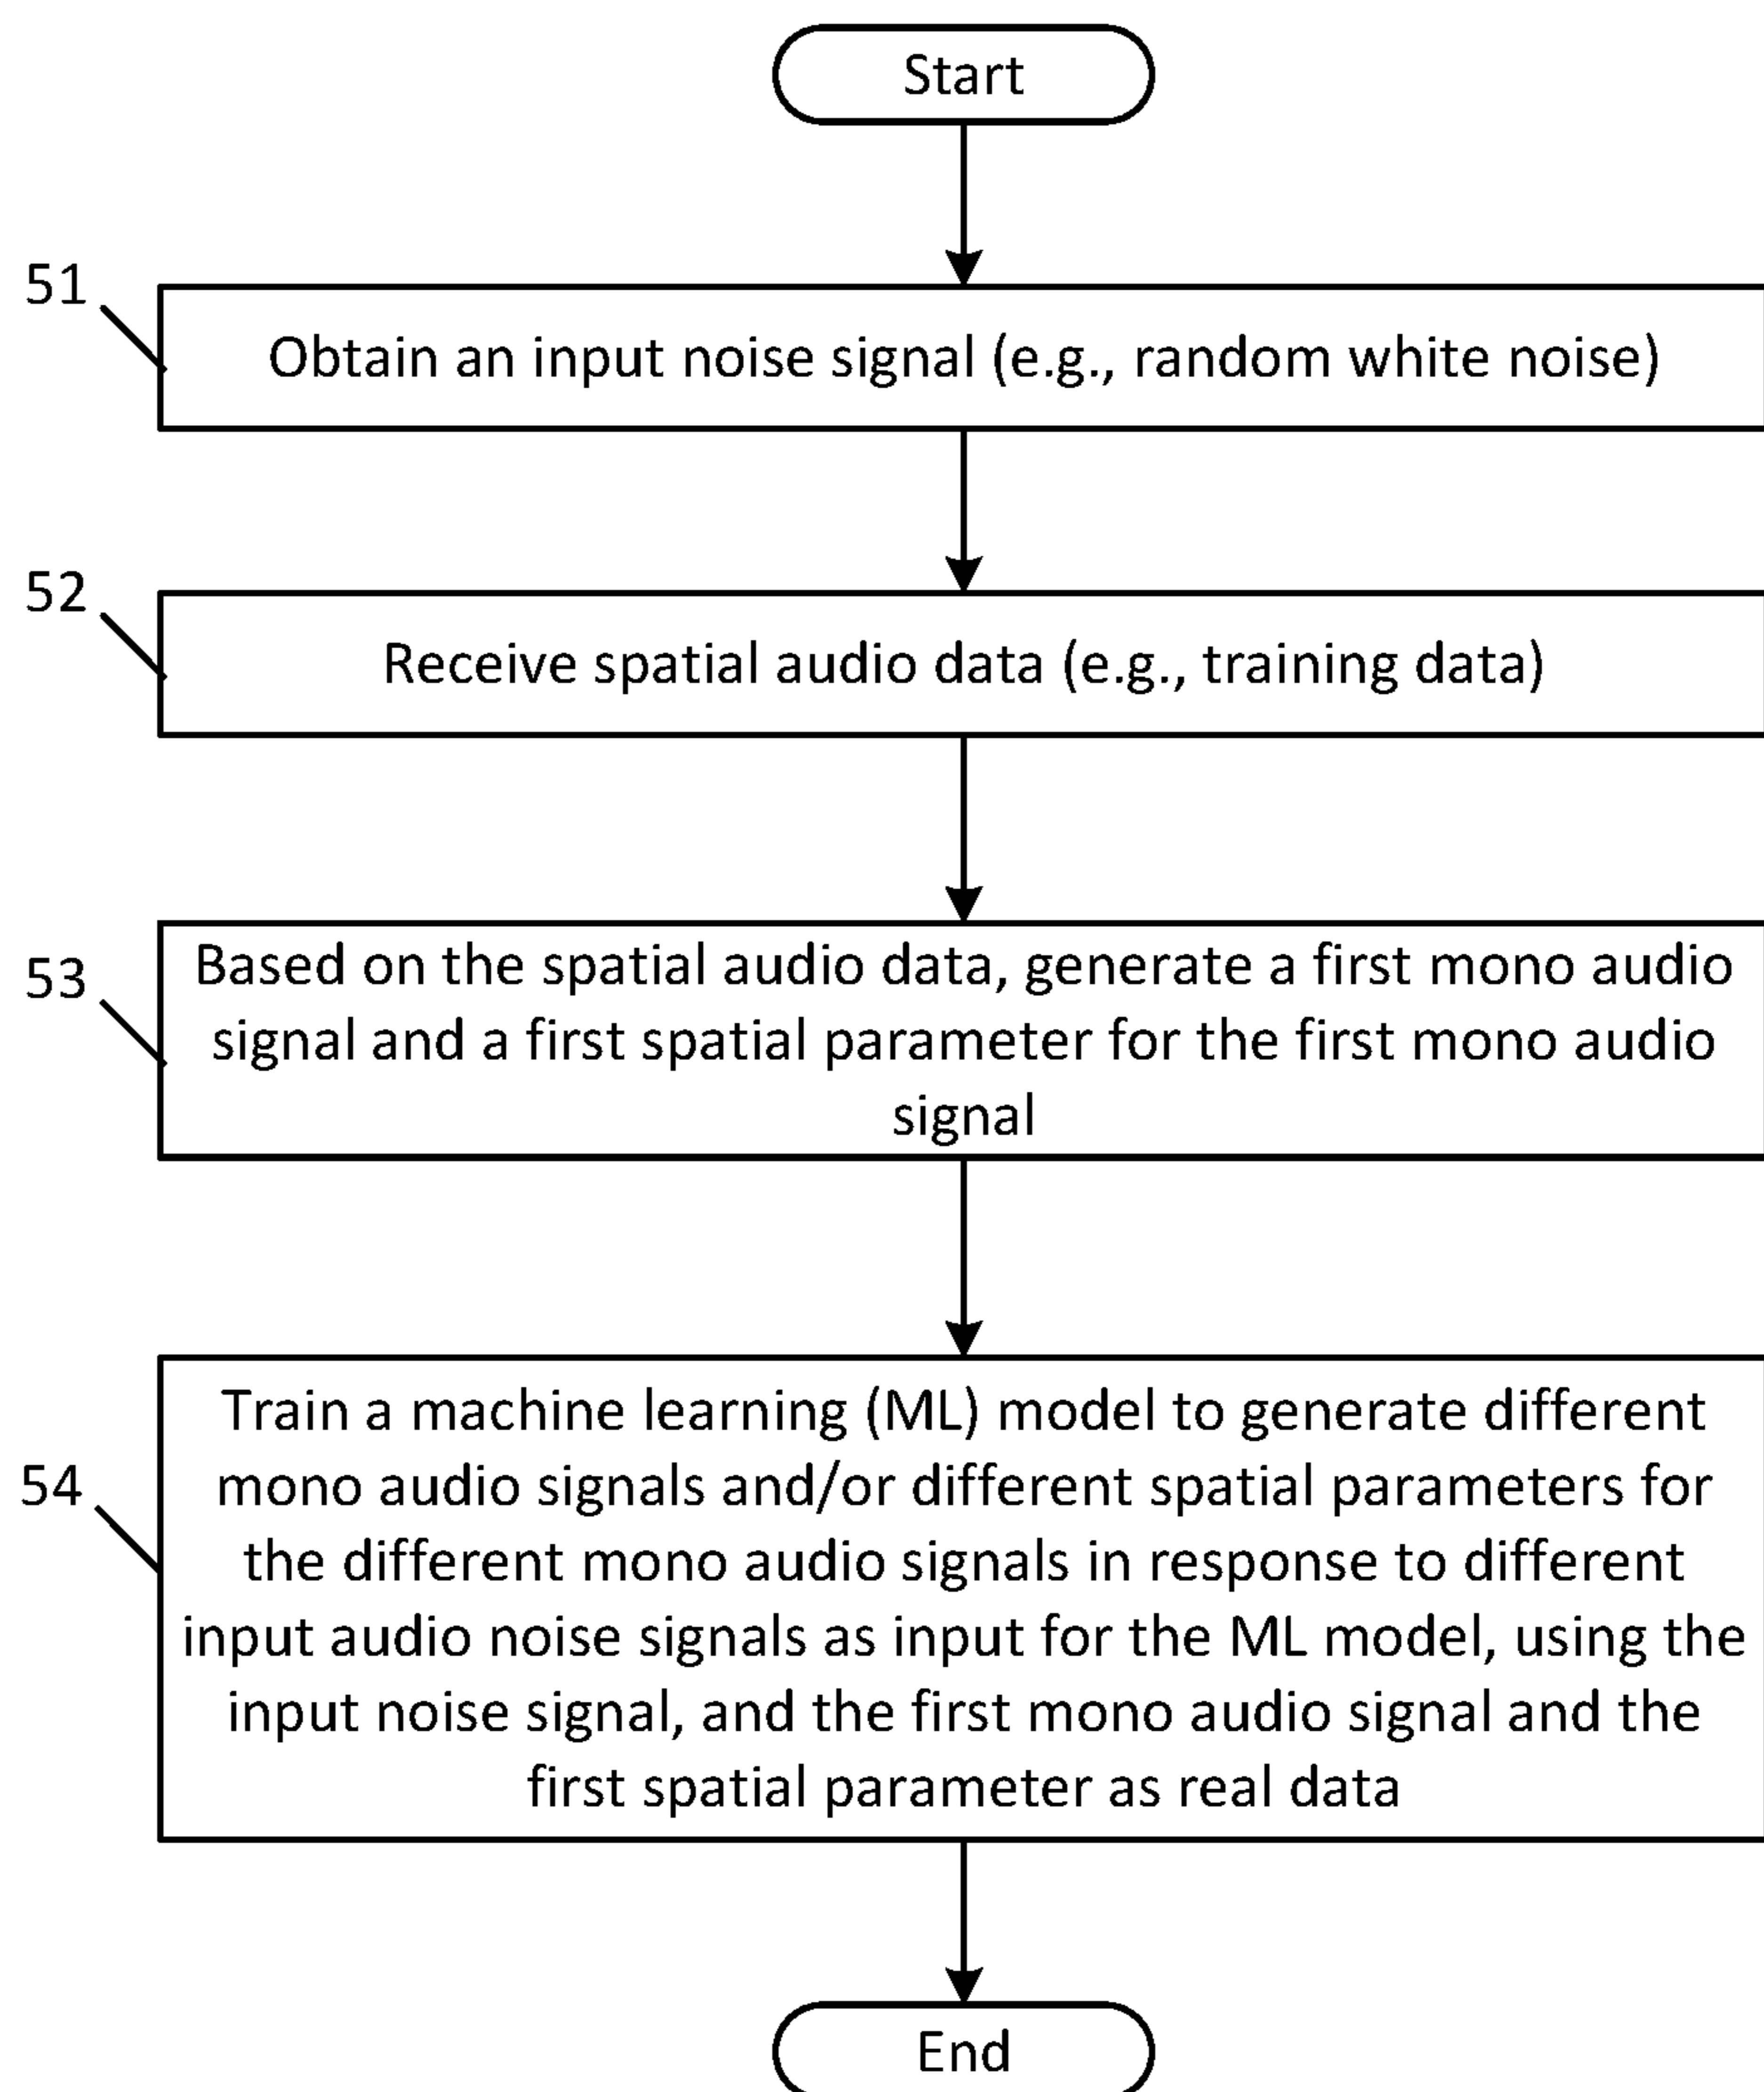 Start
51
Obtain an input noise signal (e.g., random white noise)
52
Receive spatial audio data (e.g., training data)
53
Based on the spatial audio data, generate a first mono audio
signal and a first spatial parameter for the first mono audio
signal
54
Train a machine learning (ML) model to generate different
mono audio signals and/or different spatial parameters for
the different mono audio signals in response to different
input audio noise signals as input for the ML model, using the
input noise signal, and the first mono audio signal and the
first spatial parameter as real data
End